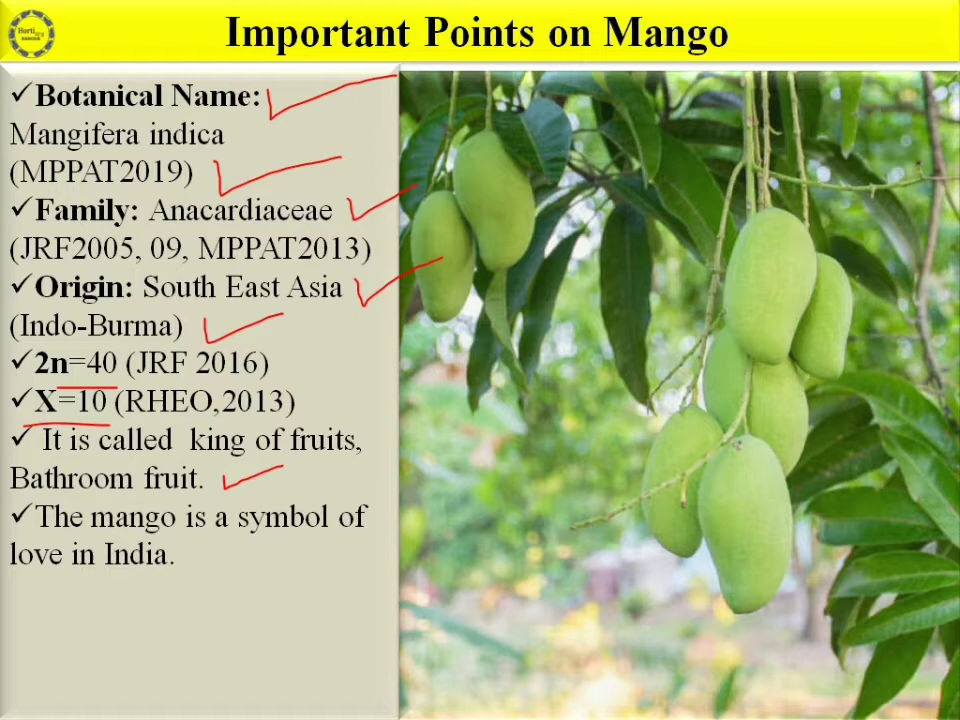 Horti
Important Points on Mango
✓Botanical Name:
Mangifera indica
(MPPAT2019)
✓Family: Anacardiaceae
(JRF2005, 09, MPPAT2013)
✓Origin: South East Asia
(Indo-Burma)
✓2n=40 (JRF 2016)
✓X=10 (RHEO,2013)
✓ It is called  king of fruits,
Bathroom fruit.
✓The mango is a symbol of
love in India.